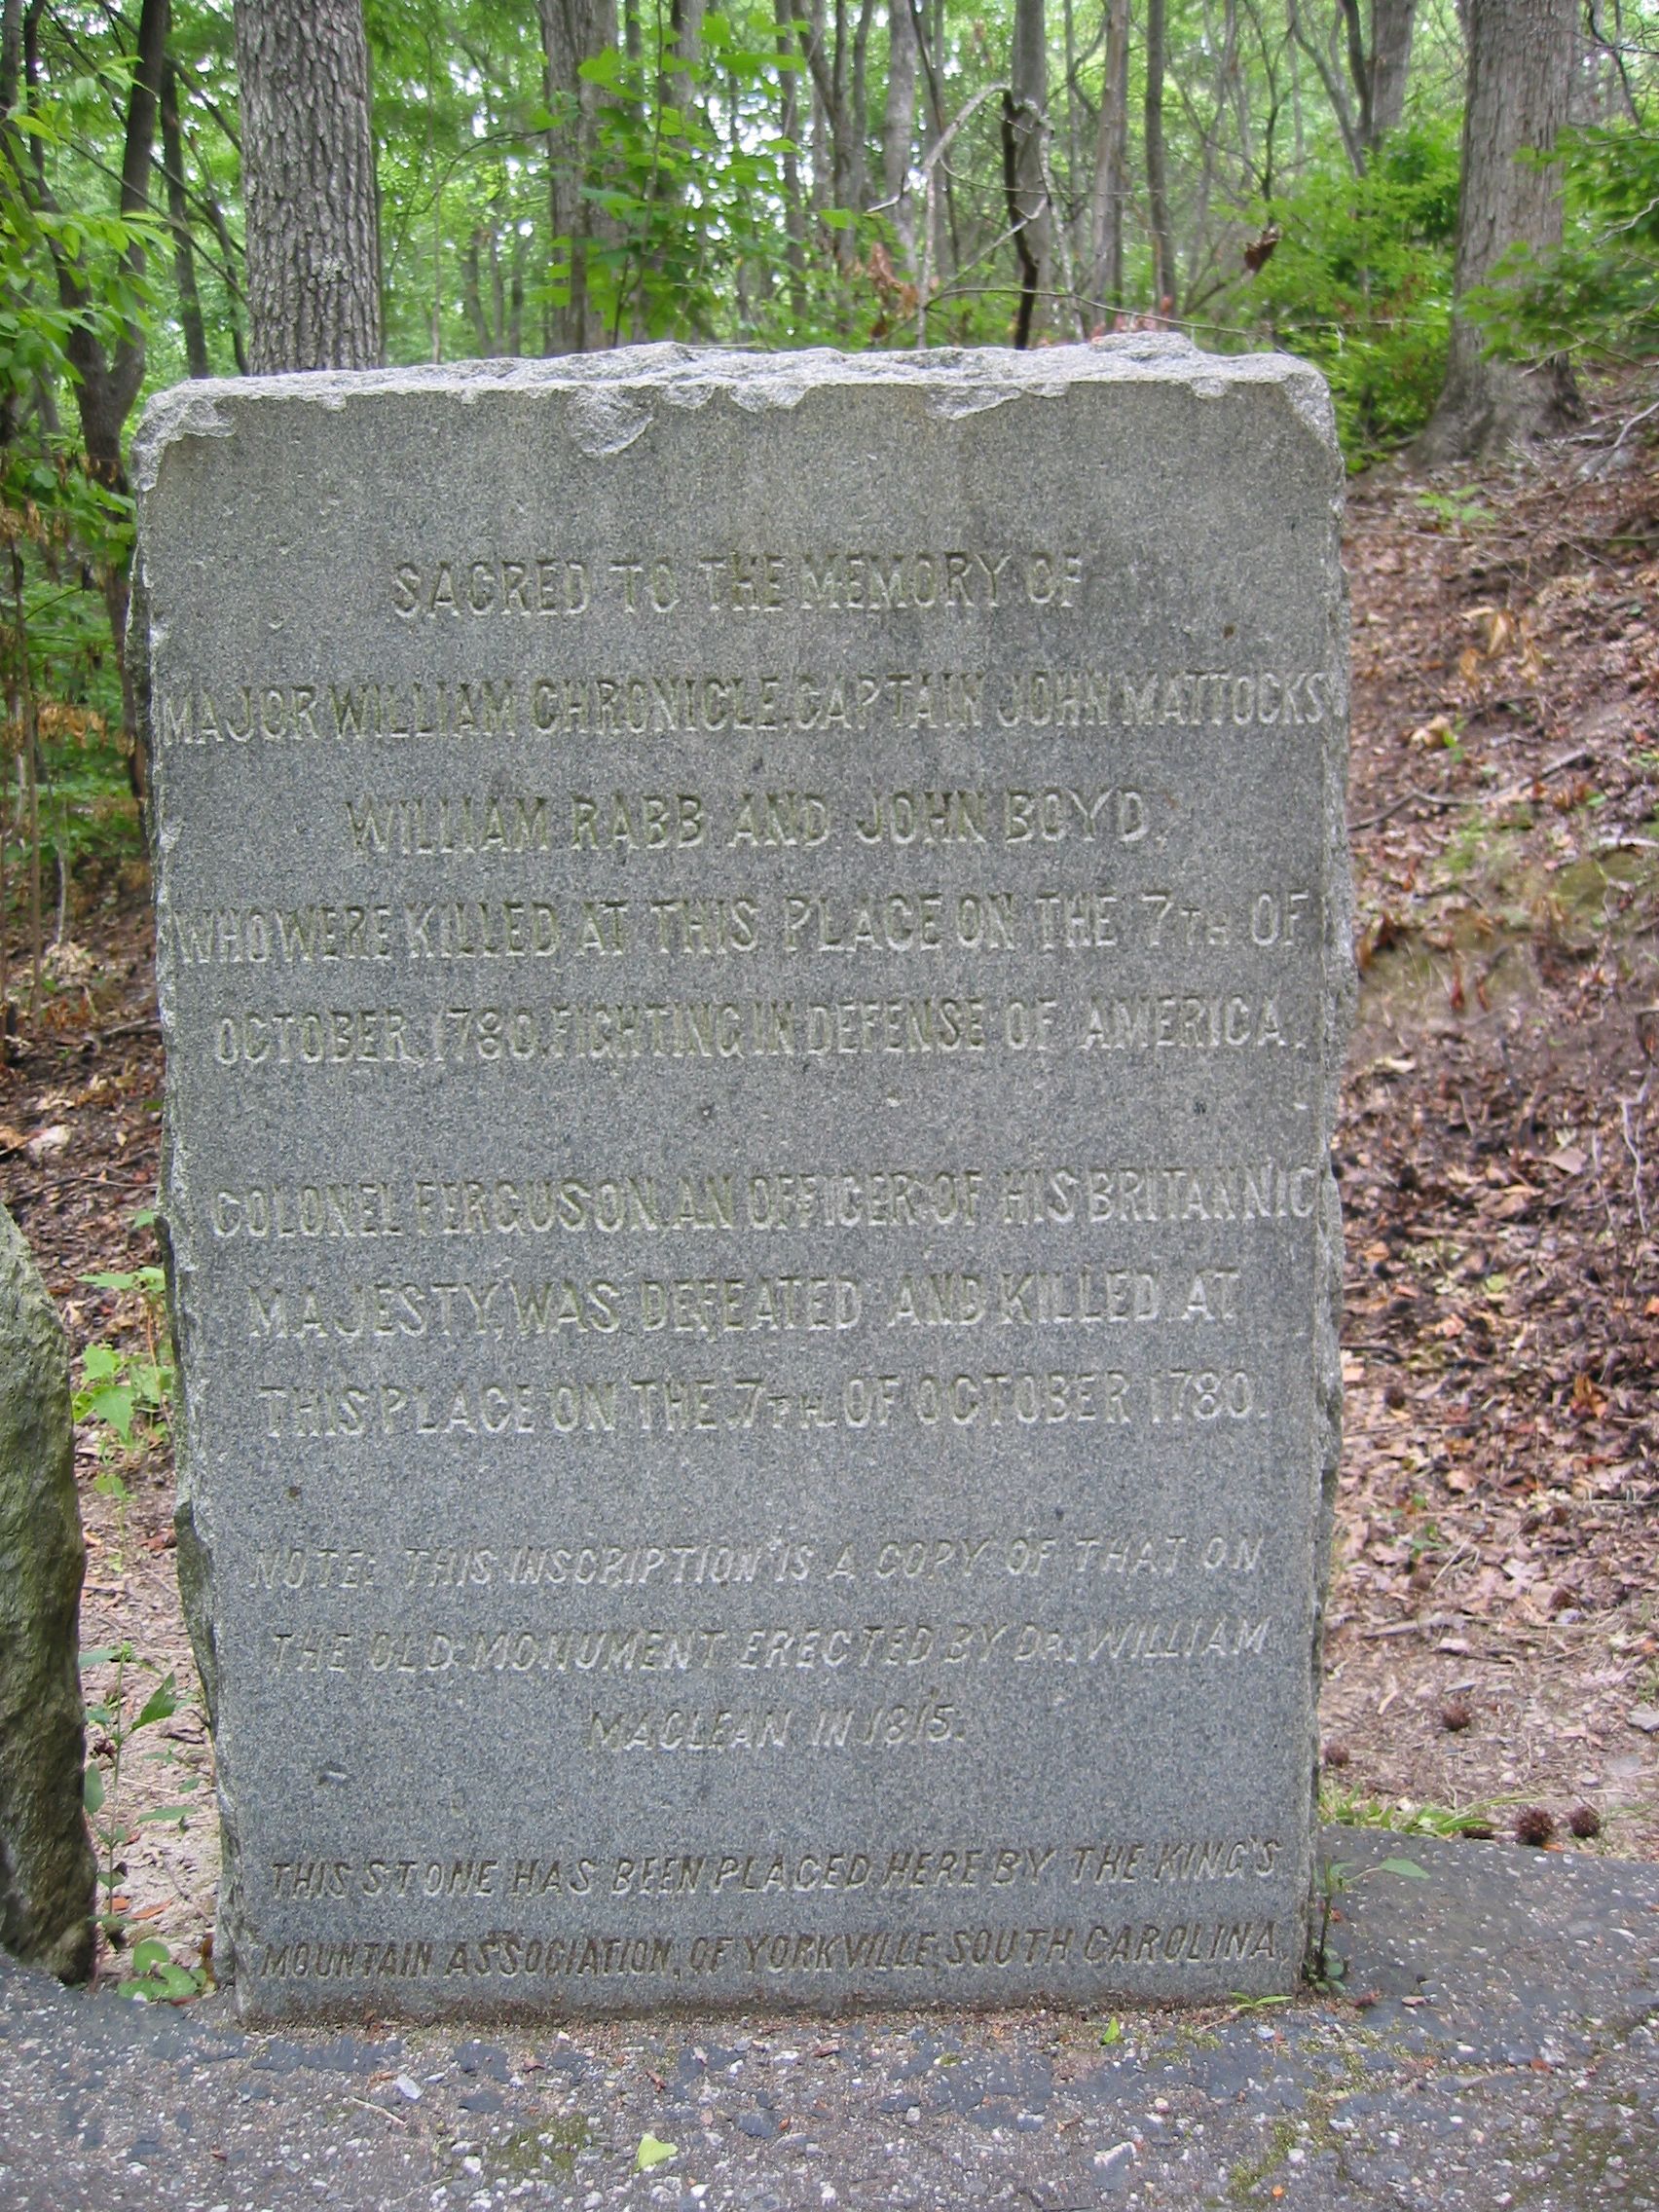 SACRED TO THE MEMORY OF
MAJOR WILLIAM CHRONICLE, CAPTAIN JOHN MATTOCKS
WILLIAM RABB AND JOHN BOYD,
WHO WERE KILLED AT THIS PLACE ON THE 7TH OF
OCTOBER, 1780, FIGHTING IN DEFENSE OF AMERICA,
COLONEL FERGUSON, AN OFFICER OF HIS BRITANNIC
MAJESTY, WAS DEFEATED AND KILLED AT
THIS PLACE ON THE 7TH. OF OCTOBER 1780.
NOTE: THIS INSCRIPTION IS A COPY OF THAT ON
THE OLD MONUMENT ERECTED BY DR. WILLIAM
MACLEAN IN 1815.
THIS STONE HAS BEEN PLACED HERE BY THE KING'S
MOUNTAIN ASSOCIATION, OF YORKVILLE, SOUTH CAROLINA